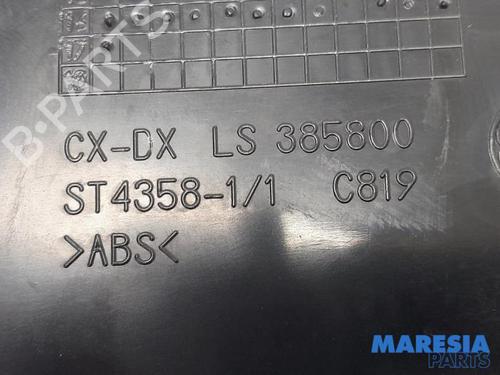 B-PARTS
CX-DX LS 385800
ST4358-1/1 C819
>ABS<
MARESIA
PARTS